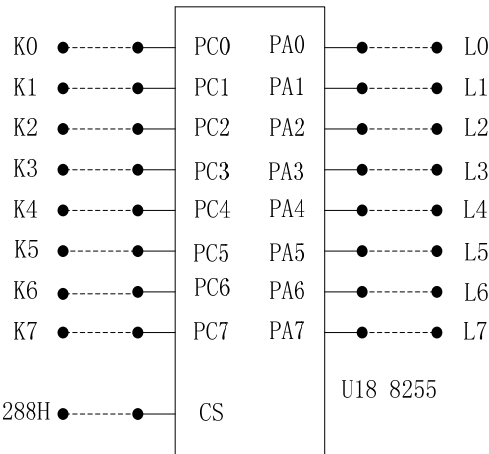 K0 PC0 PA0 L0
K1 PC1 PA1 L1
K2 PC2 PA2 L2
K3 PC3 PA3 L3
K4 PC4 PA4 L4
K5 PC5 PA5 L5
K6 PC6 PA6 L6
K7 PC7 PA7 L7
U18 8255
288H CS